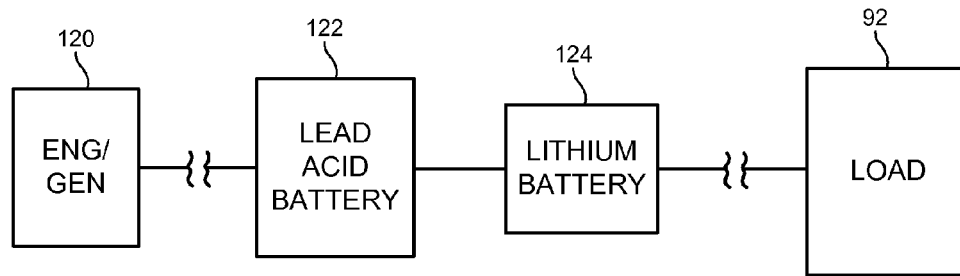 120
122
124
92
ENG/
GEN
LEAD
ACID
BATTERY
LITHIUM
BATTERY
LOAD